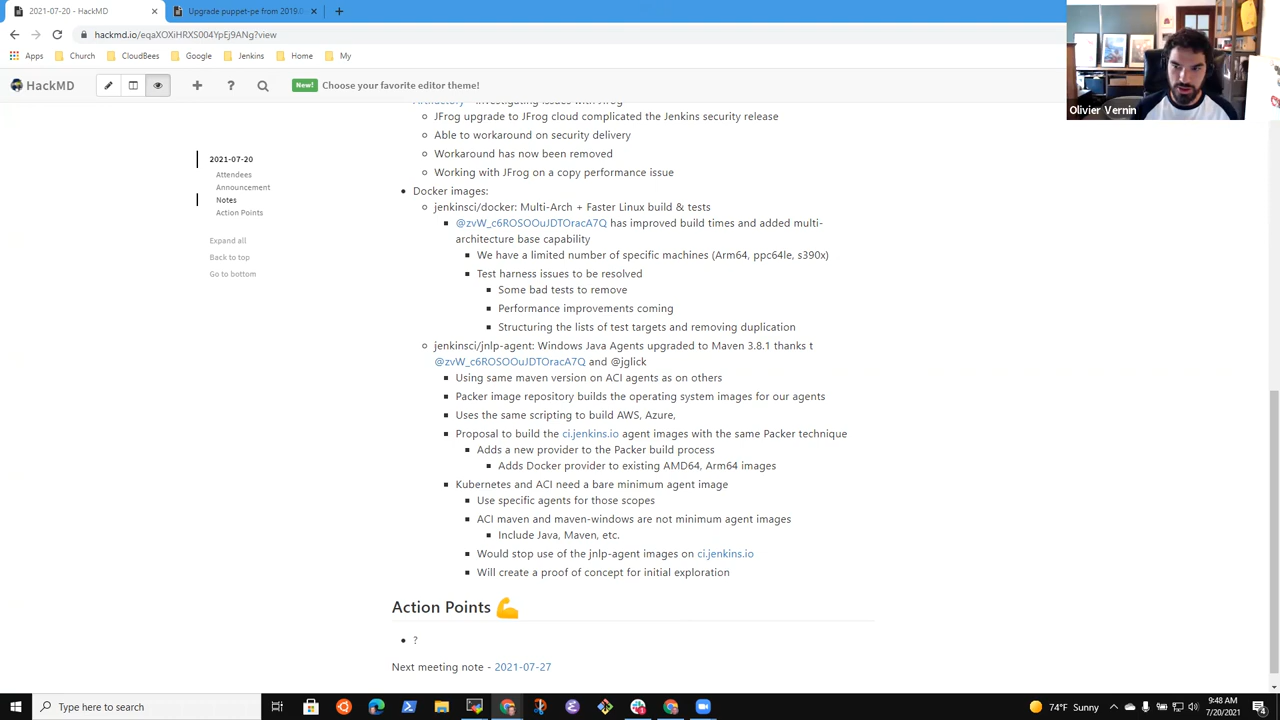 2021-07-20 - HackMD
Upgrade puppet-pe from 2019.0
hackmd.io/eqaXOXiHRXS004YpEj9ANg?view
Apps
Church
CloudBees
Google
Jenkins
Home
My
HackMD
New!
Choose your favorite editor theme!
Olivier Vernin
2021-07-20
Attendees
Announcement
Notes
Action Points
Expand all
Back to top
Go to bottom
Artifactory - Investigating issues with JFrog
JFrog upgrade to JFrog cloud complicated the Jenkins security release
Able to workaround on security delivery
Workaround has now been removed
Working with JFrog on a copy performance issue
Docker images:
jenkinsci/docker: Multi-Arch + Faster Linux build & tests
@zvW_c6ROSOOuJDTOracA7Q has improved build times and added multi-
architecture base capability
We have a limited number of specific machines (Arm64, ppc64le, s390x)
Test harness issues to be resolved
Some bad tests to remove
Performance improvements coming
Structuring the lists of test targets and removing duplication
jenkinsci/jnlp-agent: Windows Java Agents upgraded to Maven 3.8.1 thanks t
@zvW_c6ROSOOuJDTOracA7Q and @jglick
Using same maven version on ACI agents as on others
Packer image repository builds the operating system images for our agents
Uses the same scripting to build AWS, Azure,
Proposal to build the ci.jenkins.io agent images with the same Packer technique
Adds a new provider to the Packer build process
Adds Docker provider to existing AMD64, Arm64 images
Kubernetes and ACI need a bare minimum agent image
Use specific agents for those scopes
ACI maven and maven-windows are not minimum agent images
Include Java, Maven, etc.
Would stop use of the jnlp-agent images on ci.jenkins.io
Will create a proof of concept for initial exploration
Action Points 💪
?
Next meeting note - 2021-07-27
Type here to search
74°F Sunny
9:48 AM
7/20/2021